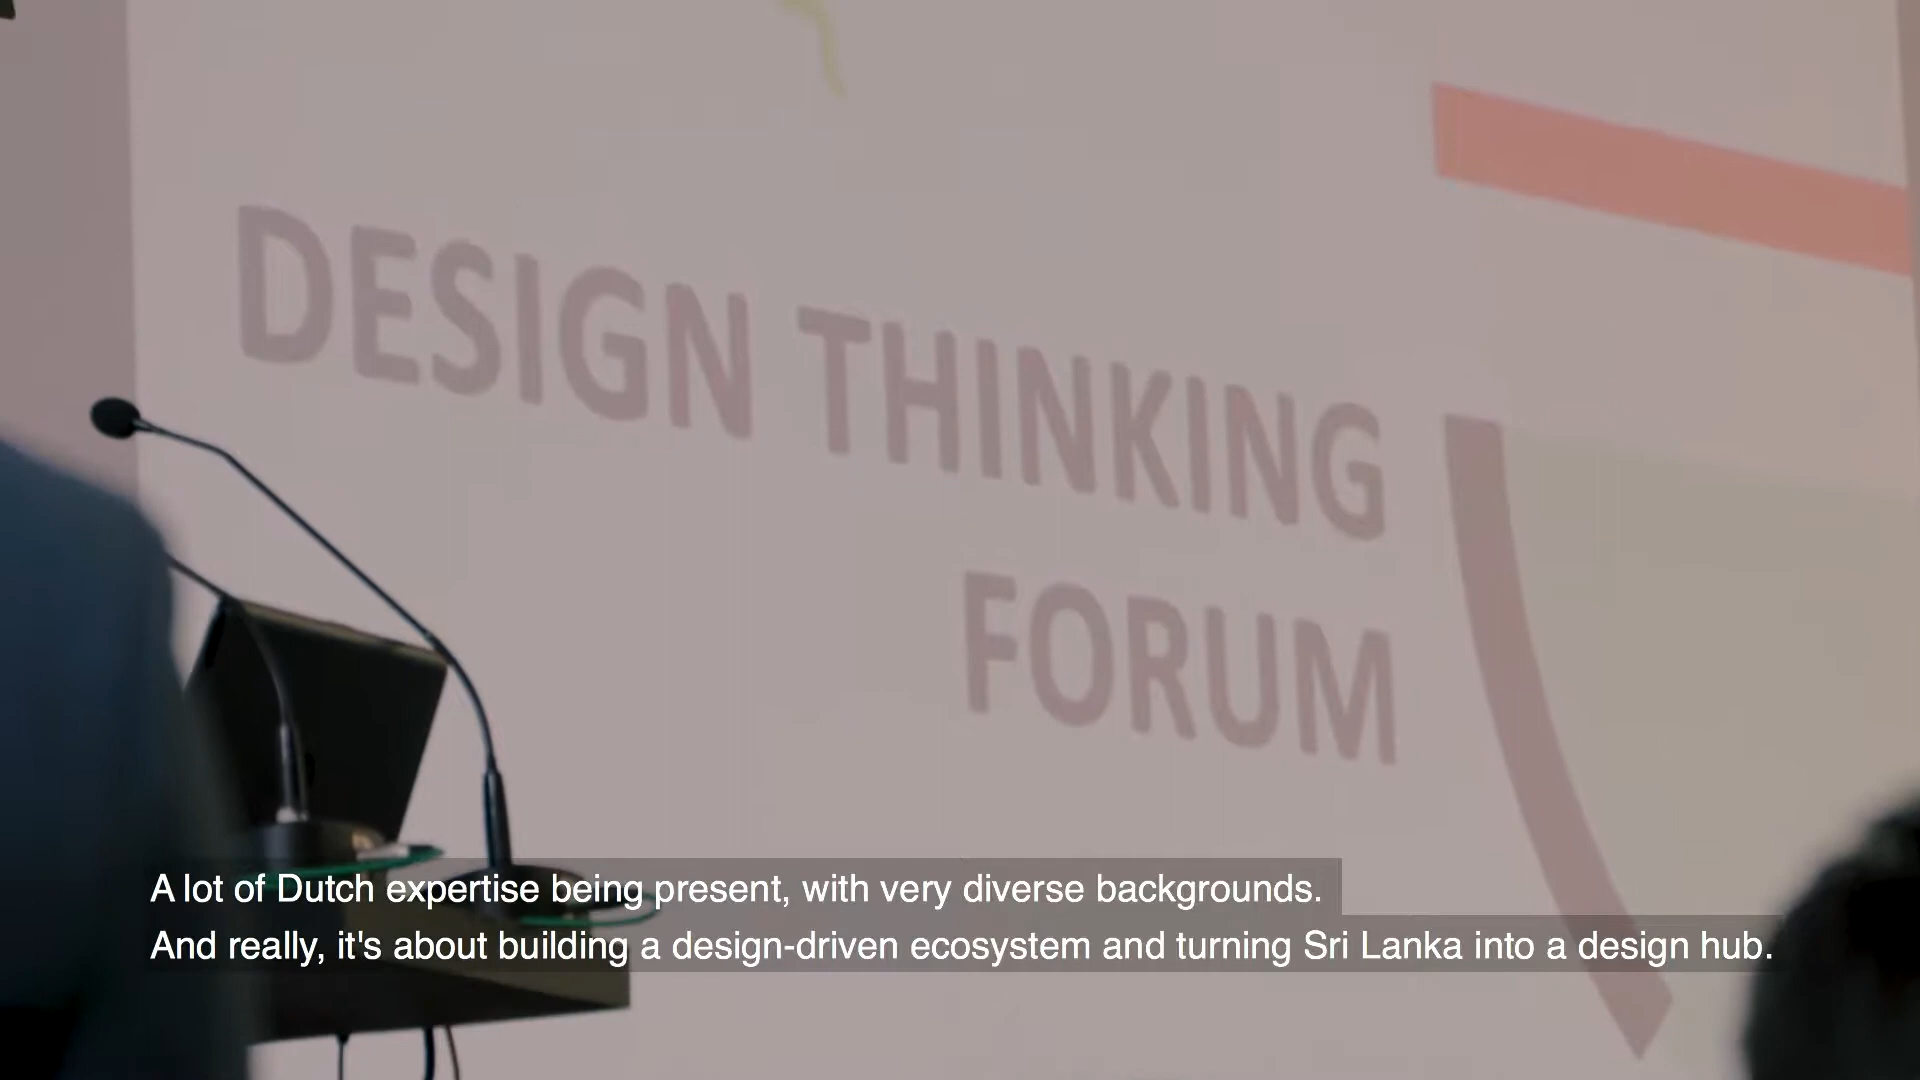 DESIGN THINKING
FORUM
A lot of Dutch expertise being present, with very diverse backgrounds.
And really, it's about building a design-driven ecosystem and turning Sri Lanka into a design hub.